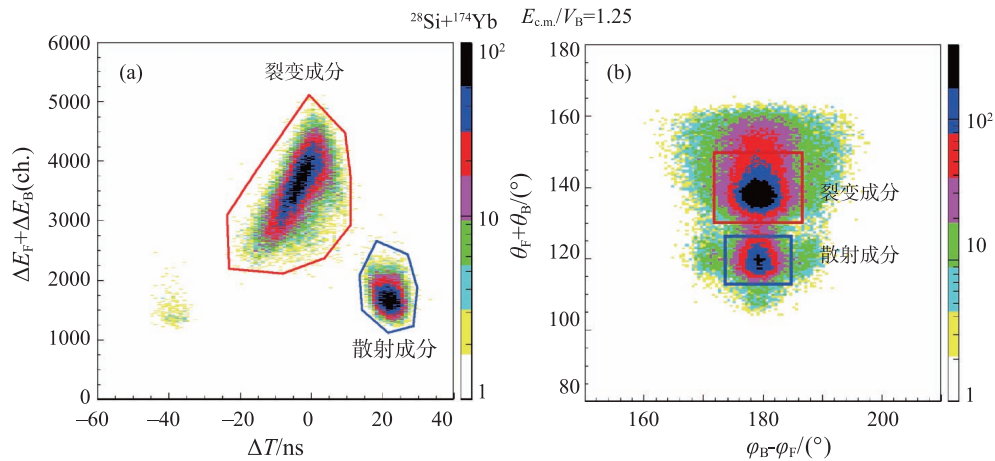 ²⁸Si+¹⁷⁴Yb E_c.m./V_B=1.25
(a)
裂变成分
散射成分
6000
5000
4000
3000
2000
1000
0
ΔE_F+ΔE_B(ch.)
−60 −40 −20 0 20 40
ΔT/ns
10²
10
1
(b)
裂变成分
散射成分
180
160
140
120
100
80
θ_F+θ_B/(°)
160 180 200
φ_B-φ_F/(°)
10²
10
1